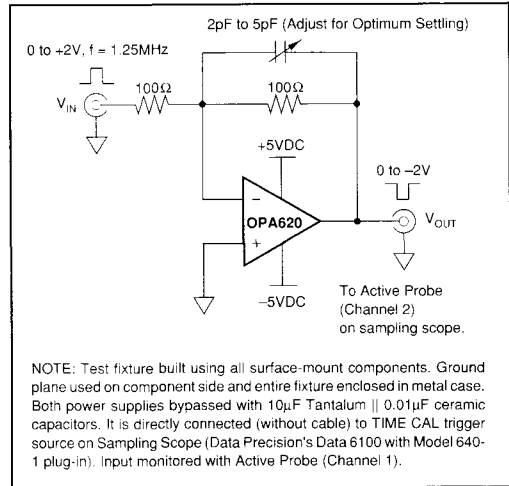 2pF to 5pF (Adjust for Optimum Settling)
0 to +2V, f = 1.25MHz
100Ω
100Ω
VIN
+5VDC
0 to –2V
–
OPA620
+
VOUT
–5VDC
To Active Probe
(Channel 2)
on sampling scope.
NOTE: Test fixture built using all surface-mount components. Ground
plane used on component side and entire fixture enclosed in metal case.
Both power supplies bypassed with 10µF Tantalum || 0.01µF ceramic
capacitors. It is directly connected (without cable) to TIME CAL trigger
source on Sampling Scope (Data Precision's Data 6100 with Model 640-
1 plug-in). Input monitored with Active Probe (Channel 1).